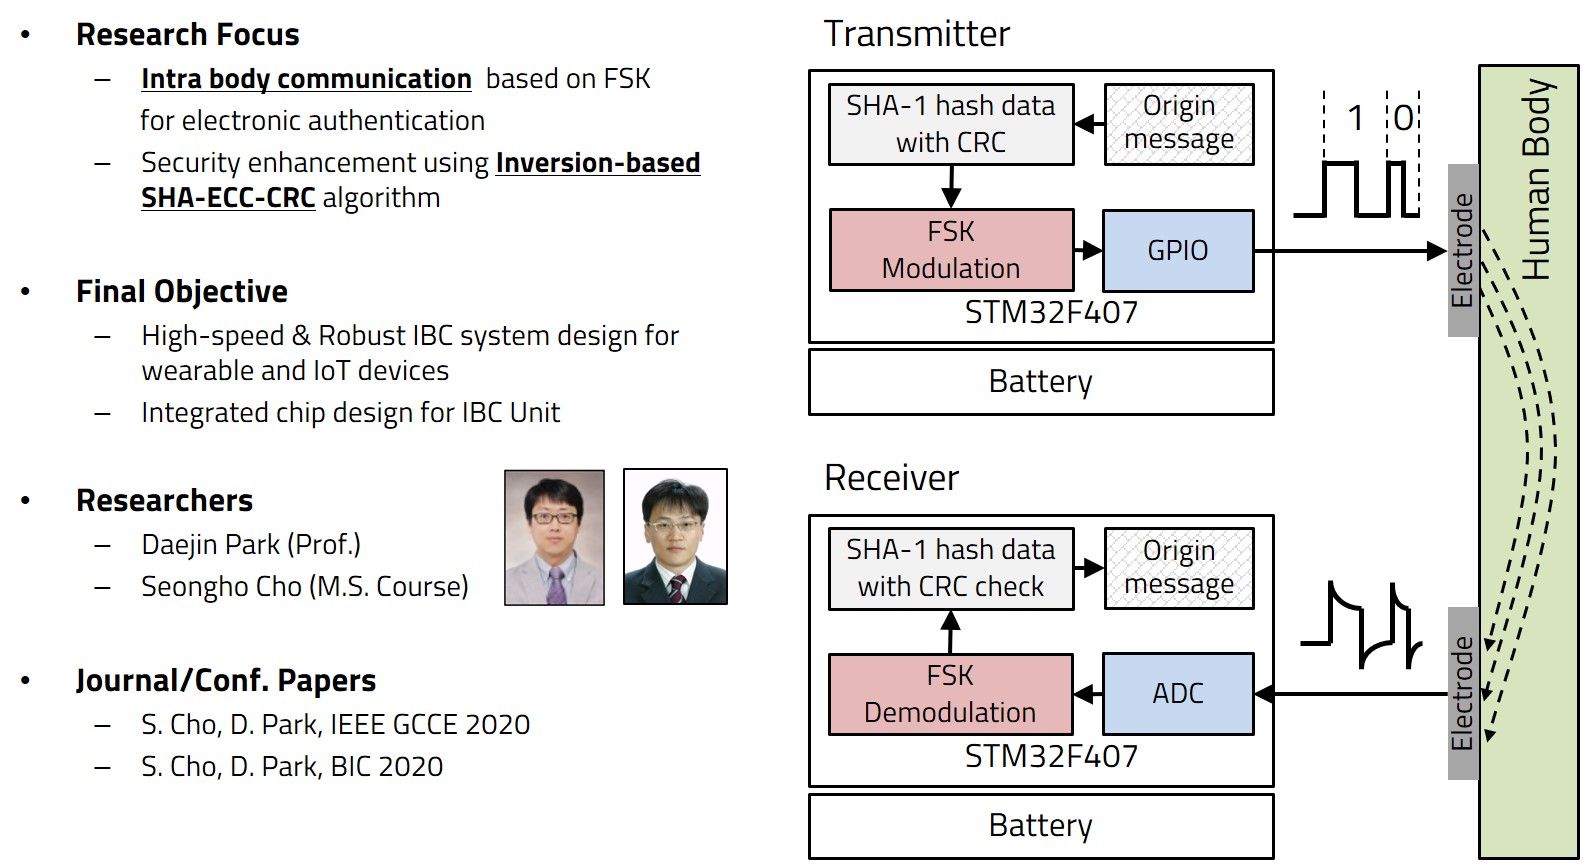 • Research Focus
– Intra body communication based on FSK
for electronic authentication
– Security enhancement using Inversion-based
SHA-ECC-CRC algorithm
• Final Objective
– High-speed & Robust IBC system design for
wearable and IoT devices
– Integrated chip design for IBC Unit
• Researchers
– Daejin Park (Prof.)
– Seongho Cho (M.S. Course)
• Journal/Conf. Papers
– S. Cho, D. Park, IEEE GCCE 2020
– S. Cho, D. Park, BIC 2020
Transmitter
SHA-1 hash data
with CRC
Origin
message
FSK
Modulation
GPIO
STM32F407
Battery
1 0
Electrode
Human Body
Receiver
SHA-1 hash data
with CRC check
Origin
message
FSK
Demodulation
ADC
STM32F407
Battery
Electrode